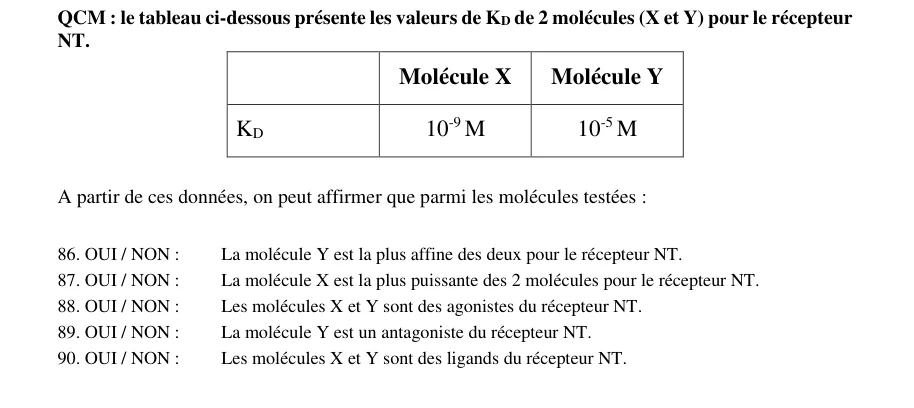 QCM : le tableau ci-dessous présente les valeurs de KD de 2 molécules (X et Y) pour le récepteur
NT.
Molécule X Molécule Y
KD 10⁻⁹ M 10⁻⁵ M
A partir de ces données, on peut affirmer que parmi les molécules testées :
86. OUI / NON : La molécule Y est la plus affine des deux pour le récepteur NT.
87. OUI / NON : La molécule X est la plus puissante des 2 molécules pour le récepteur NT.
88. OUI / NON : Les molécules X et Y sont des agonistes du récepteur NT.
89. OUI / NON : La molécule Y est un antagoniste du récepteur NT.
90. OUI / NON : Les molécules X et Y sont des ligands du récepteur NT.